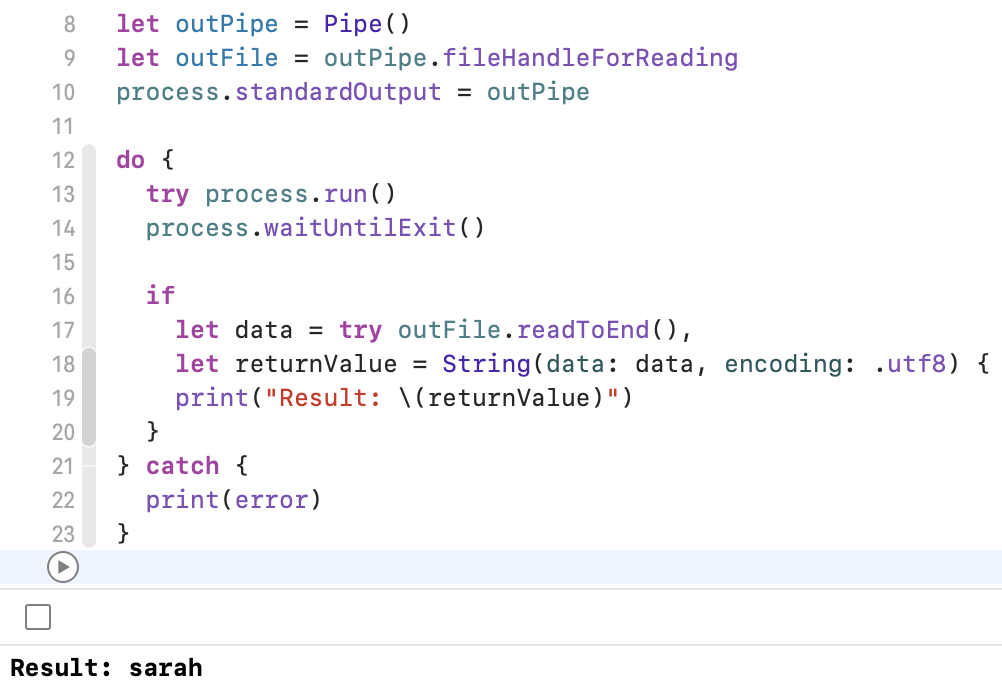 8 let outPipe = Pipe()
9 let outFile = outPipe.fileHandleForReading
10 process.standardOutput = outPipe
11
12 do {
13   try process.run()
14   process.waitUntilExit()
15
16   if
17     let data = try outFile.readToEnd(),
18     let returnValue = String(data: data, encoding: .utf8) {
19     print("Result: \(returnValue)")
20   }
21 } catch {
22   print(error)
23 }
Result: sarah